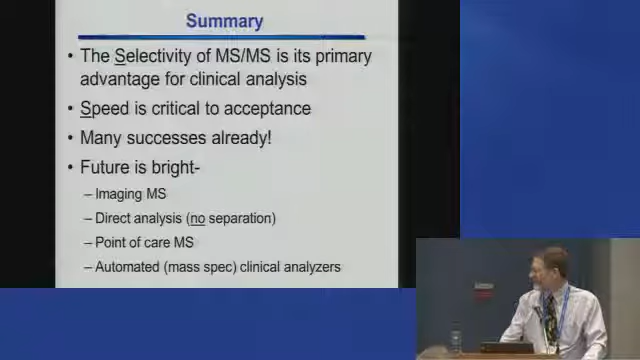 Summary
• The Selectivity of MS/MS is its primary
advantage for clinical analysis
• Speed is critical to acceptance
• Many successes already!
• Future is bright-
– Imaging MS
– Direct analysis (no separation)
– Point of care MS
– Automated (mass spec) clinical analyzers